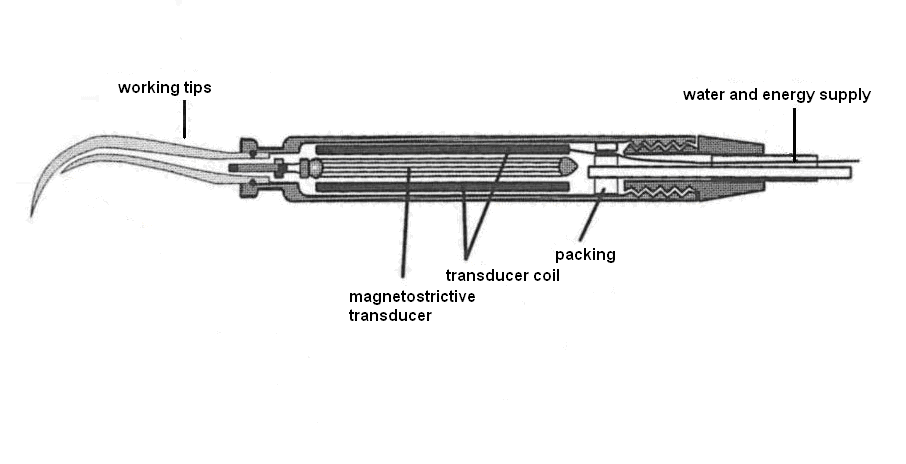 working tips
water and energy supply
packing
transducer coil
magnetostrictive
transducer